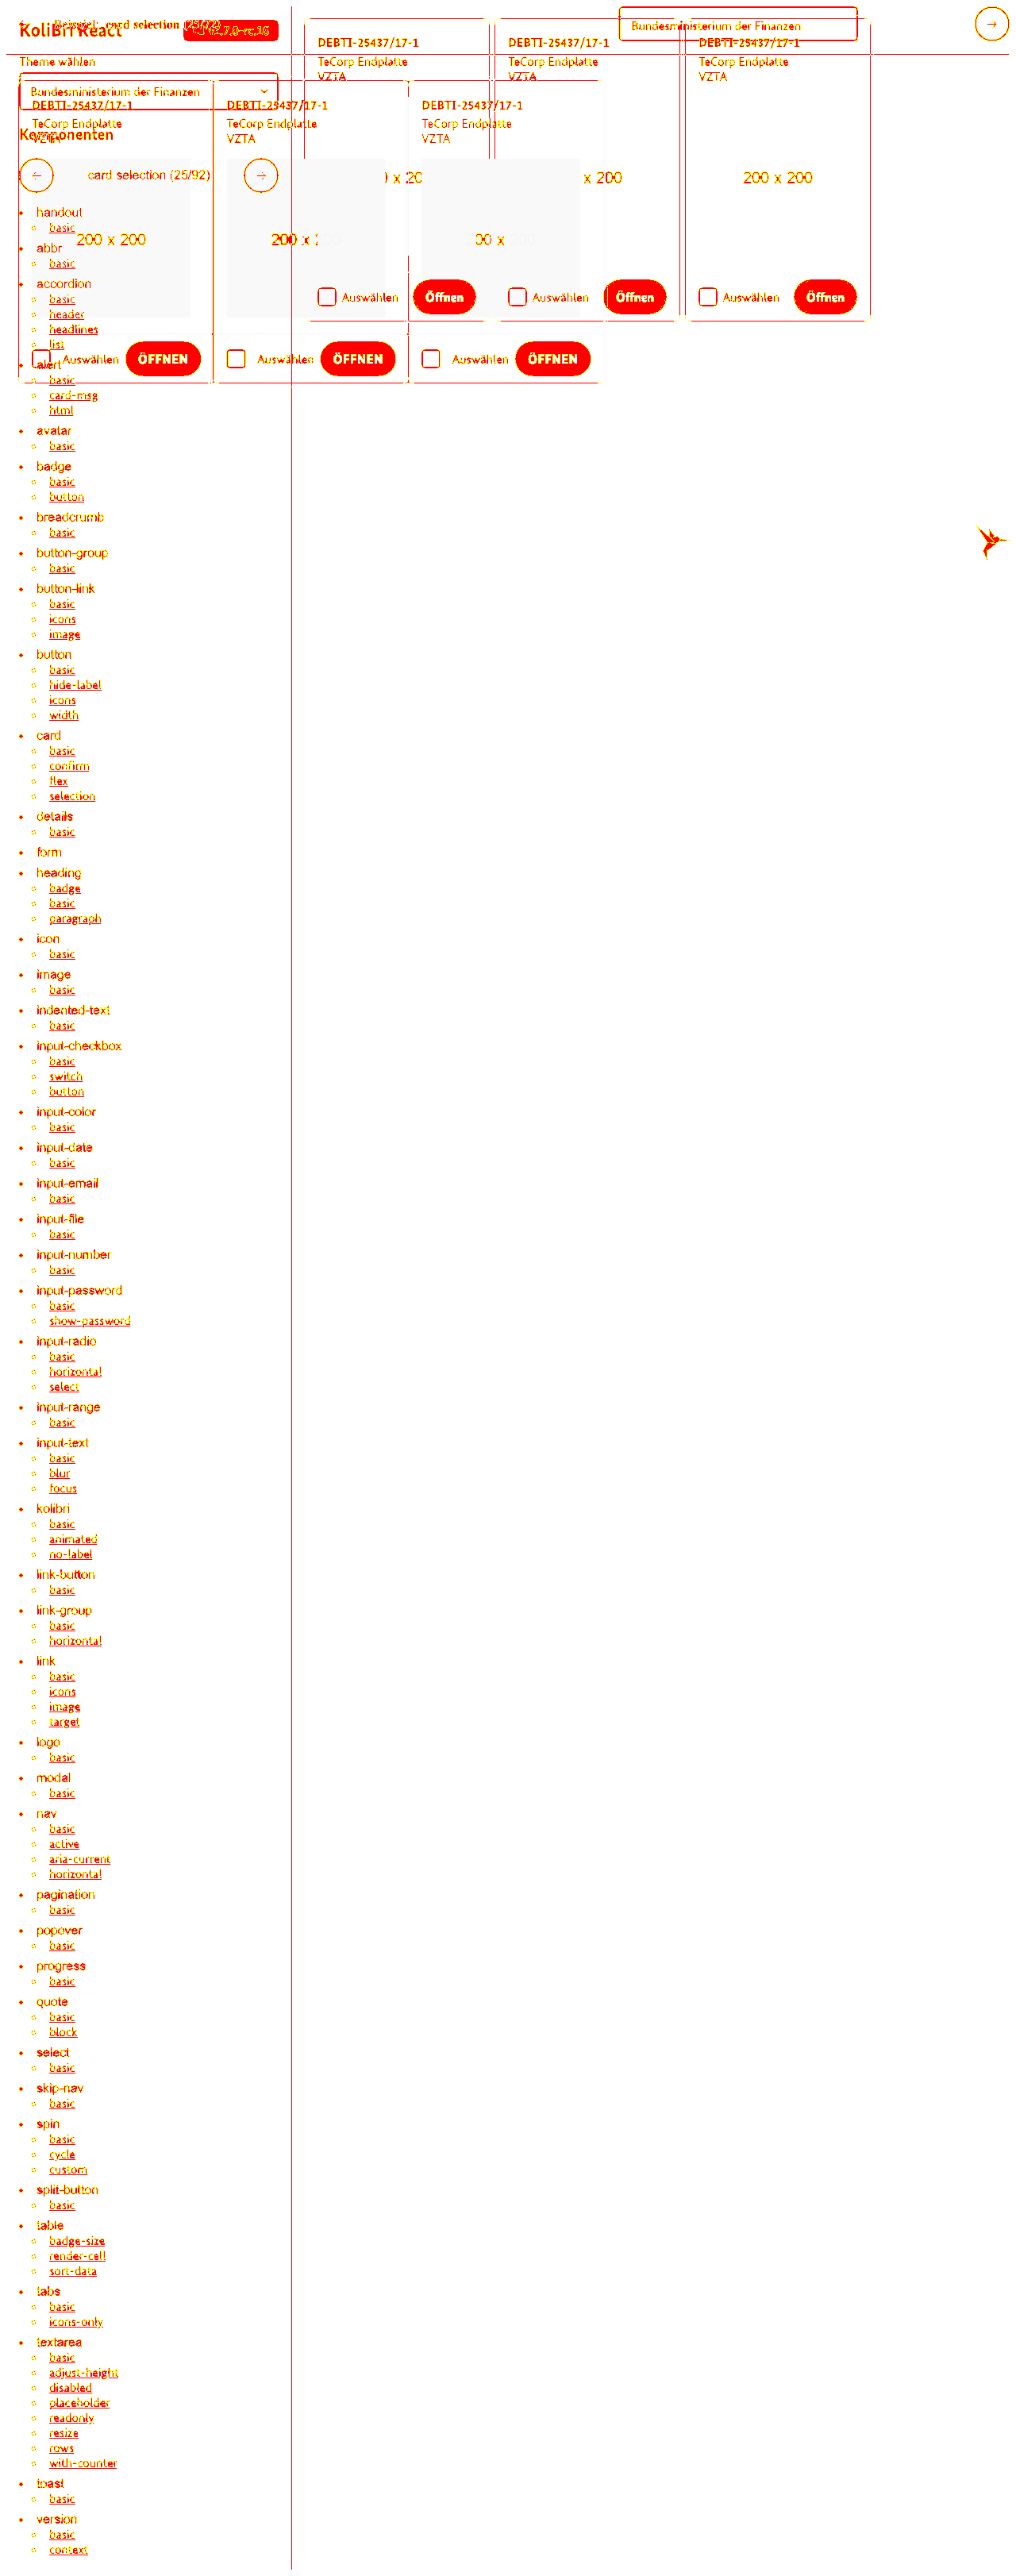 Beispiel: card selection (25/92)
KoliBri React
Bundesministerium der Finanzen
→
DEBTI-25437/17-1
DEBTI-25437/17-1
DEBTI-25437/17-1
Theme wählen
TeCorp Endplatte
TeCorp Endplatte
TeCorp Endplatte
VZTA
VZTA
VZTA
Bundesministerium der Finanzen
DEBTI-25437/17-1
DEBTI-25437/17-1
DEBTI-25437/17-1
TeCorp Endplatte
TeCorp Endplatte
TeCorp Endplatte
Komponenten
VZTA
VZTA
VZTA
← card selection (25/92) →
x 200
200 x 200
handout
basic
200 x 200
200 x
00 x
abbr
basic
accordion
basic
Auswählen Öffnen
Auswählen Öffnen
Auswählen Öffnen
header
headlines
list
Auswählen ÖFFNEN
Auswählen ÖFFNEN
Auswählen ÖFFNEN
alert
basic
card-msg
html
avatar
basic
badge
basic
button
breadcrumb
basic
button-group
basic
button-link
basic
icons
image
button
basic
hide-label
icons
width
card
basic
confirm
flex
selection
details
basic
form
heading
badge
basic
paragraph
icon
basic
image
basic
indented-text
basic
input-checkbox
basic
switch
button
input-color
basic
input-date
basic
input-email
basic
input-file
basic
input-number
basic
input-password
basic
show-password
input-radio
basic
horizontal
select
input-range
basic
input-text
basic
blur
focus
kolibri
basic
animated
no-label
link-button
basic
link-group
basic
horizontal
link
basic
icons
image
target
logo
basic
modal
basic
nav
basic
active
aria-current
horizontal
pagination
basic
popover
basic
progress
basic
quote
basic
block
select
basic
skip-nav
basic
spin
basic
cycle
custom
split-button
basic
table
badge-size
render-cell
sort-data
tabs
basic
icons-only
textarea
basic
adjust-height
disabled
placeholder
readonly
resize
rows
with-counter
toast
basic
version
basic
context